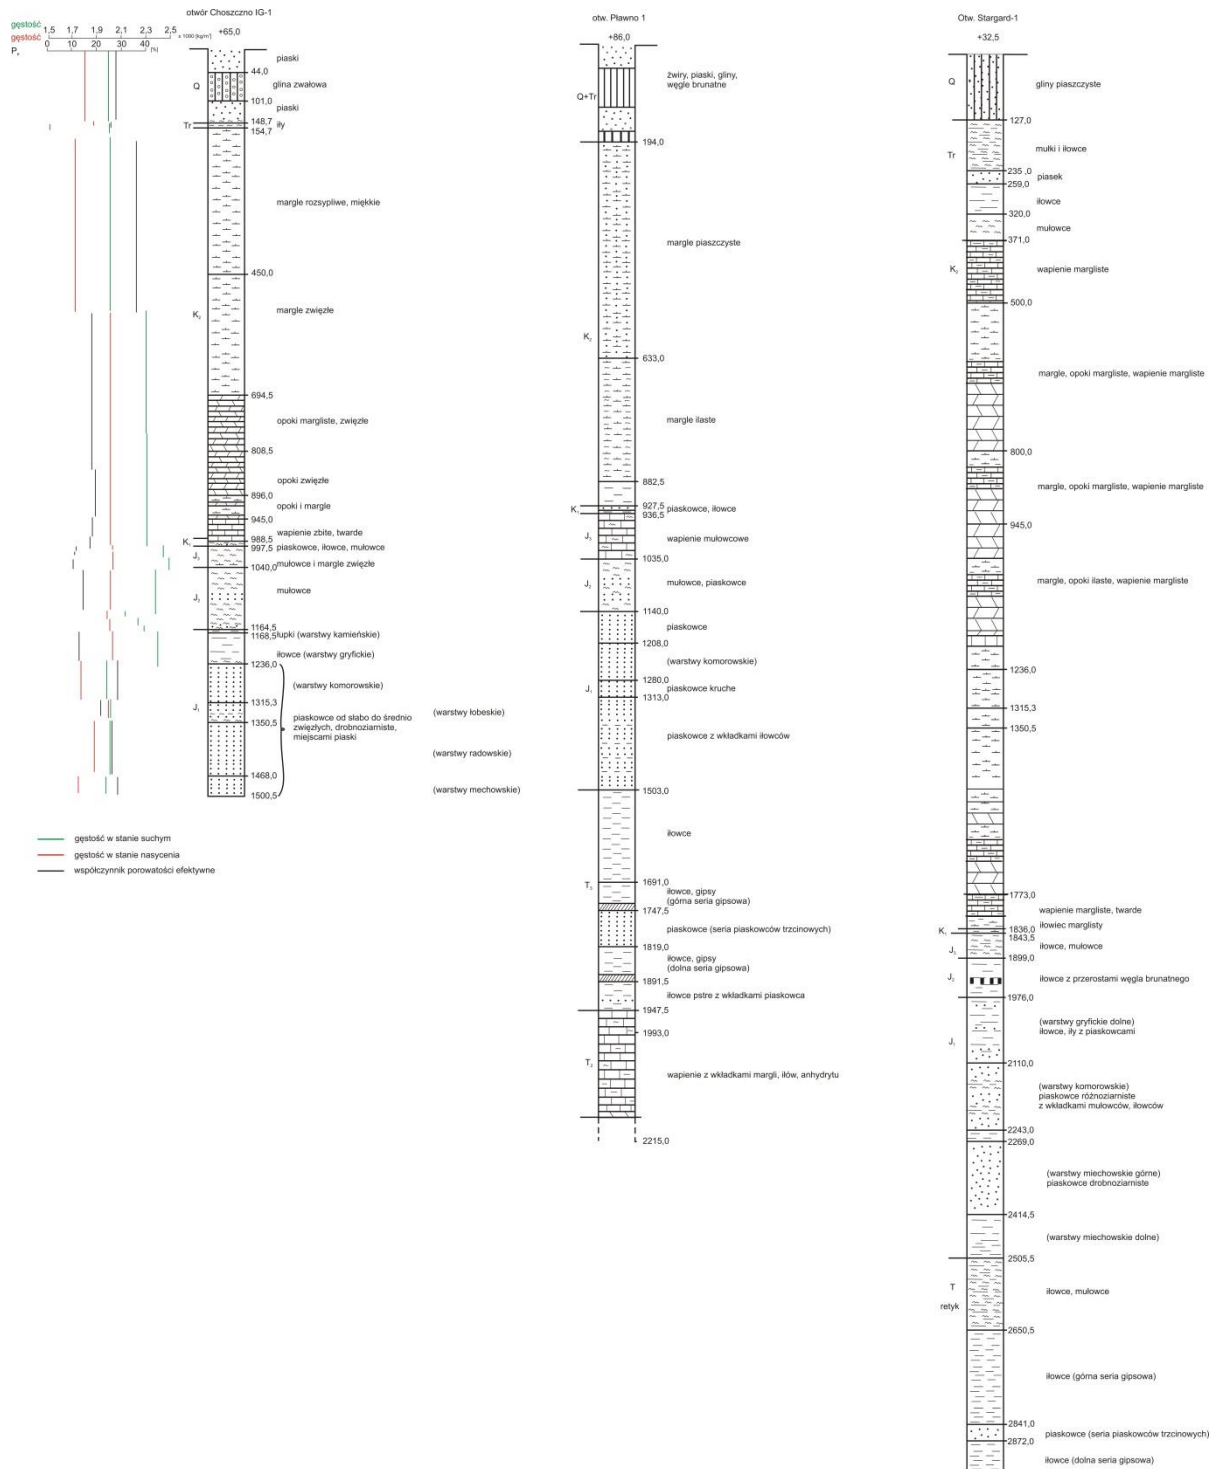 otwór Choszczno IG-1
+65,0
gęstość
gęstość
P
1,5 1,7 1,9 2,1 2,3 2,5
x 1000 [kg/m³]
0 10 20 30 40 [%]
piaski
44,0
Q
glina zwałowa
101,0
piaski
148,7
Tr
iły
154,7
margle rozsypliwe, miękkie
450,0
K₂
margle zwięzłe
694,5
opoki margliste, zwięzłe
808,5
opoki zwięzłe
896,0
opoki i margle
945,0
wapienie zbite, twarde
988,5
K₁
997,5
piaskowce, iłowce, mułowce
J₃
mułowce i margle zwięzłe
1040,0
mułowce
J₂
1164,5
1168,5
łupki (warstwy kamieńskie)
iłowce (warstwy gryfickie)
1236,0
(warstwy komorowskie)
J₁
1315,3
piaskowce od słabo do średnio
zwięzłych, drobnoziarniste,
miejscami piaski
(warstwy łobeskie)
1350,5
(warstwy radowskie)
1468,0
(warstwy mechowskie)
1500,5
gęstość w stanie suchym
gęstość w stanie nasycenia
współczynnik porowatości efektywne
otw. Pławno 1
+86,0
żwiry, piaski, gliny,
węgle brunatne
Q+Tr
194,0
margle piaszczyste
K₂
633,0
margle ilaste
882,5
927,5
K₁
piaskowce, iłowce
936,5
J₃
wapienie mułowcowe
1035,0
J₂
mułowce, piaskowce
1140,0
piaskowce
1208,0
(warstwy komorowskie)
1280,0
J₁
piaskowce kruche
1313,0
piaskowce z wkładkami iłowców
1503,0
iłowce
1691,0
T₃
iłowce, gipsy
(górna seria gipsowa)
1747,5
piaskowce (seria piaskowców trzcinowych)
1819,0
iłowce, gipsy
(dolna seria gipsowa)
1891,5
iłowce pstre z wkładkami piaskowca
1947,5
1993,0
T₂
wapienie z wkładkami margli, iłów, anhydrytu
2215,0
Otw. Stargard-1
+32,5
Q
gliny piaszczyste
127,0
mułki i iłowce
Tr
235 ,0
piasek
259,0
iłowce
320,0
mułowce
371,0
K₂
wapienie margliste
500,0
margle, opoki margliste, wapienie margliste
800,0
margle, opoki margliste, wapienie margliste
945,0
margle, opoki ilaste, wapienie margliste
1236,0
1315,3
1350,5
1773,0
wapienie margliste, twarde
iłowiec marglisty
1836,0
K₁
1843,5
J₃
iłowce, mułowce
1899,0
J₂
iłowce z przerostami węgla brunatnego
1976,0
(warstwy gryfickie dolne)
iłowce, iły z piaskowcami
J₁
2110,0
(warstwy komorowskie)
piaskowce różnoziarniste
z wkładkami mułowców, iłowców
2243,0
2269,0
(warstwy miechowskie górne)
piaskowce drobnoziarniste
2414,5
(warstwy miechowskie dolne)
2505,5
T
retyk
iłowce, mułowce
2650,5
iłowce (górna seria gipsowa)
2841,0
piaskowce (seria piaskowców trzcinowych)
2872,0
iłowce (dolna seria gipsowa)